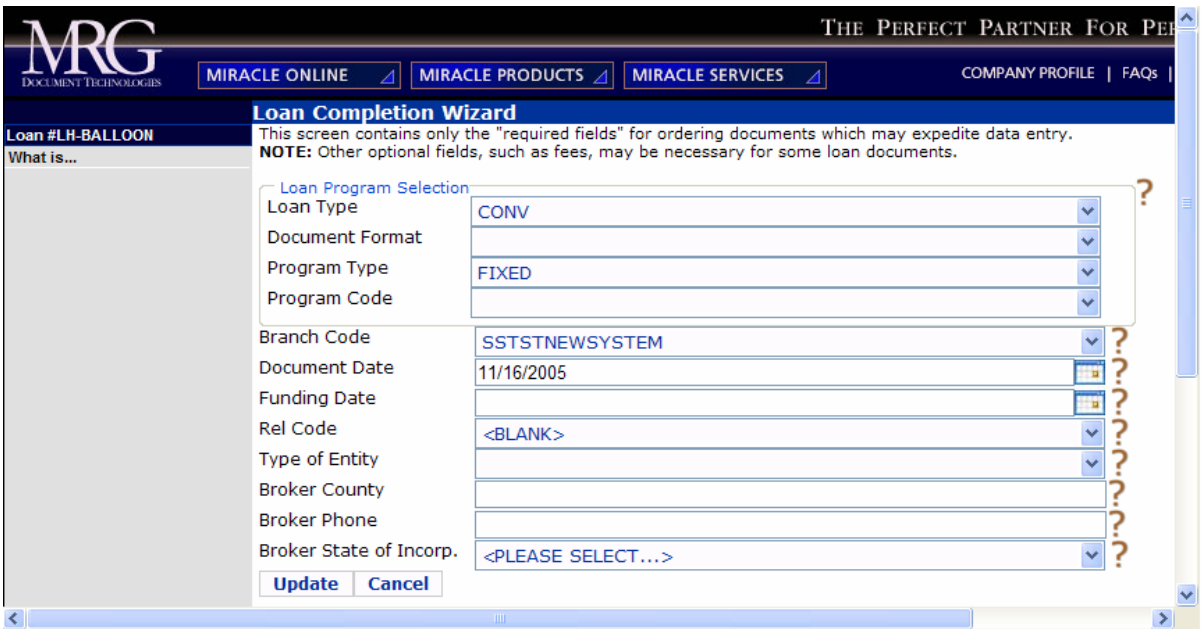 THE PERFECT PARTNER FOR
MRG
DOCUMENT TECHNOLOGIES
MIRACLE ONLINE MIRACLE PRODUCTS MIRACLE SERVICES COMPANY PROFILE | FAQs |
Loan Completion Wizard
Loan #LH-BALLOON
This screen contains only the "required fields" for ordering documents which may expedite data entry.
What is...
NOTE: Other optional fields, such as fees, may be necessary for some loan documents.
Loan Program Selection ?
Loan Type CONV
Document Format
Program Type FIXED
Program Code
Branch Code SSTSTNEWSYSTEM ?
Document Date 11/16/2005 ?
Funding Date ?
Rel Code <BLANK> ?
Type of Entity ?
Broker County ?
Broker Phone ?
Broker State of Incorp. <PLEASE SELECT...> ?
Update Cancel